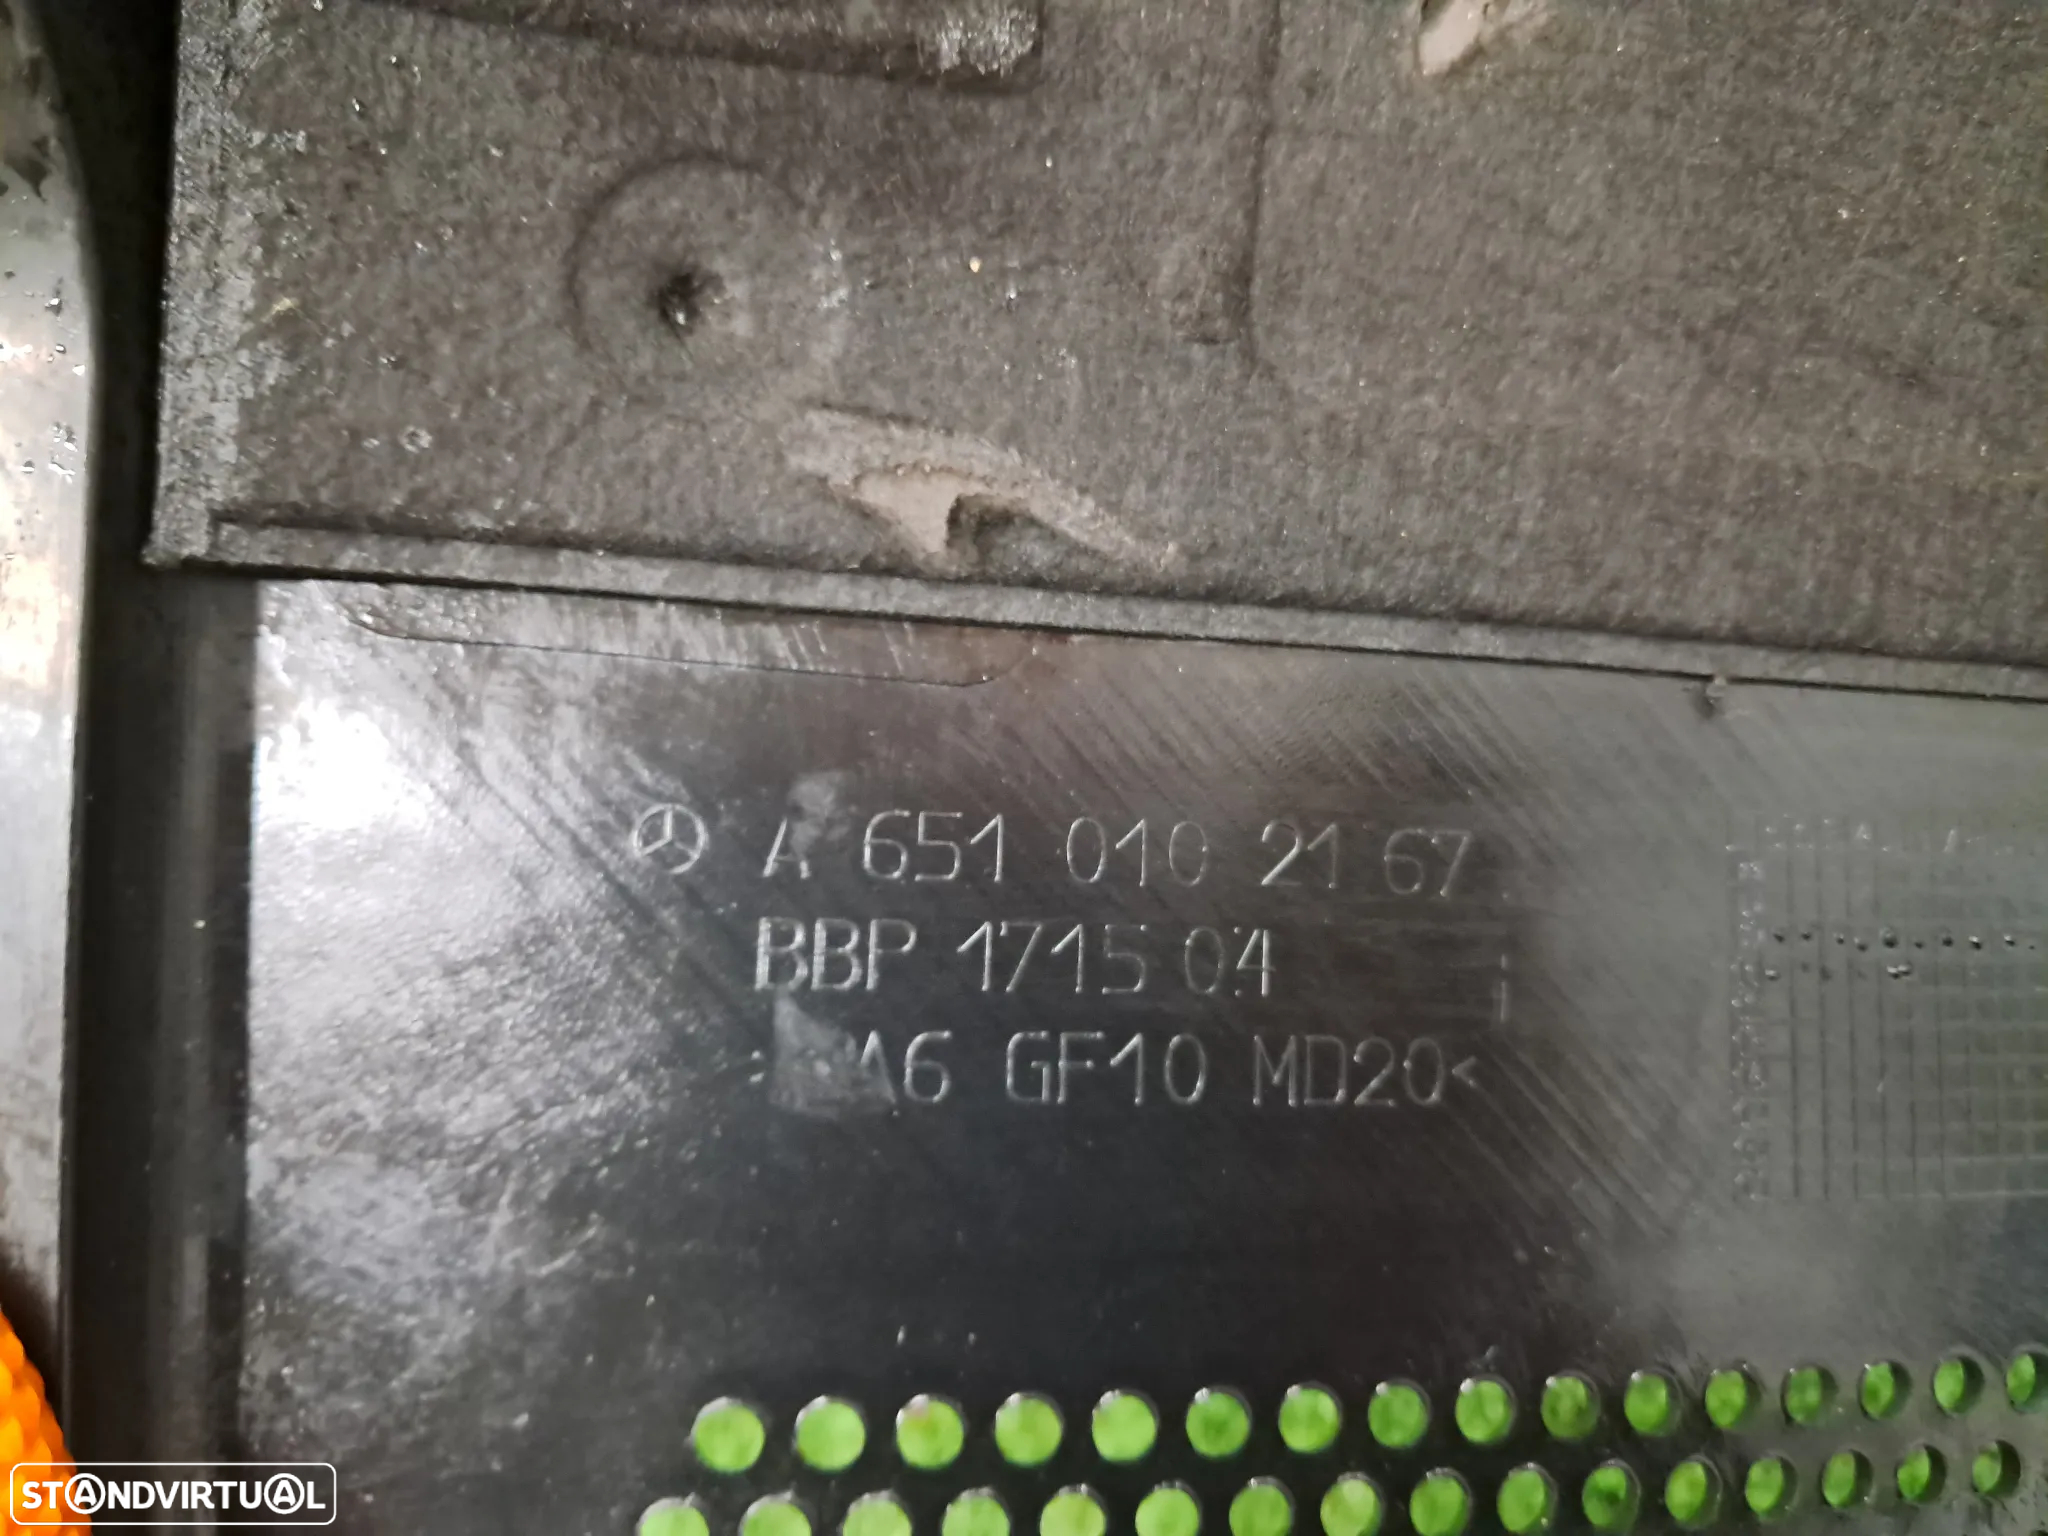 A 651 010 21 67
BBP 1715 04
A6 GF10 MD20<
STANDVIRTUAL